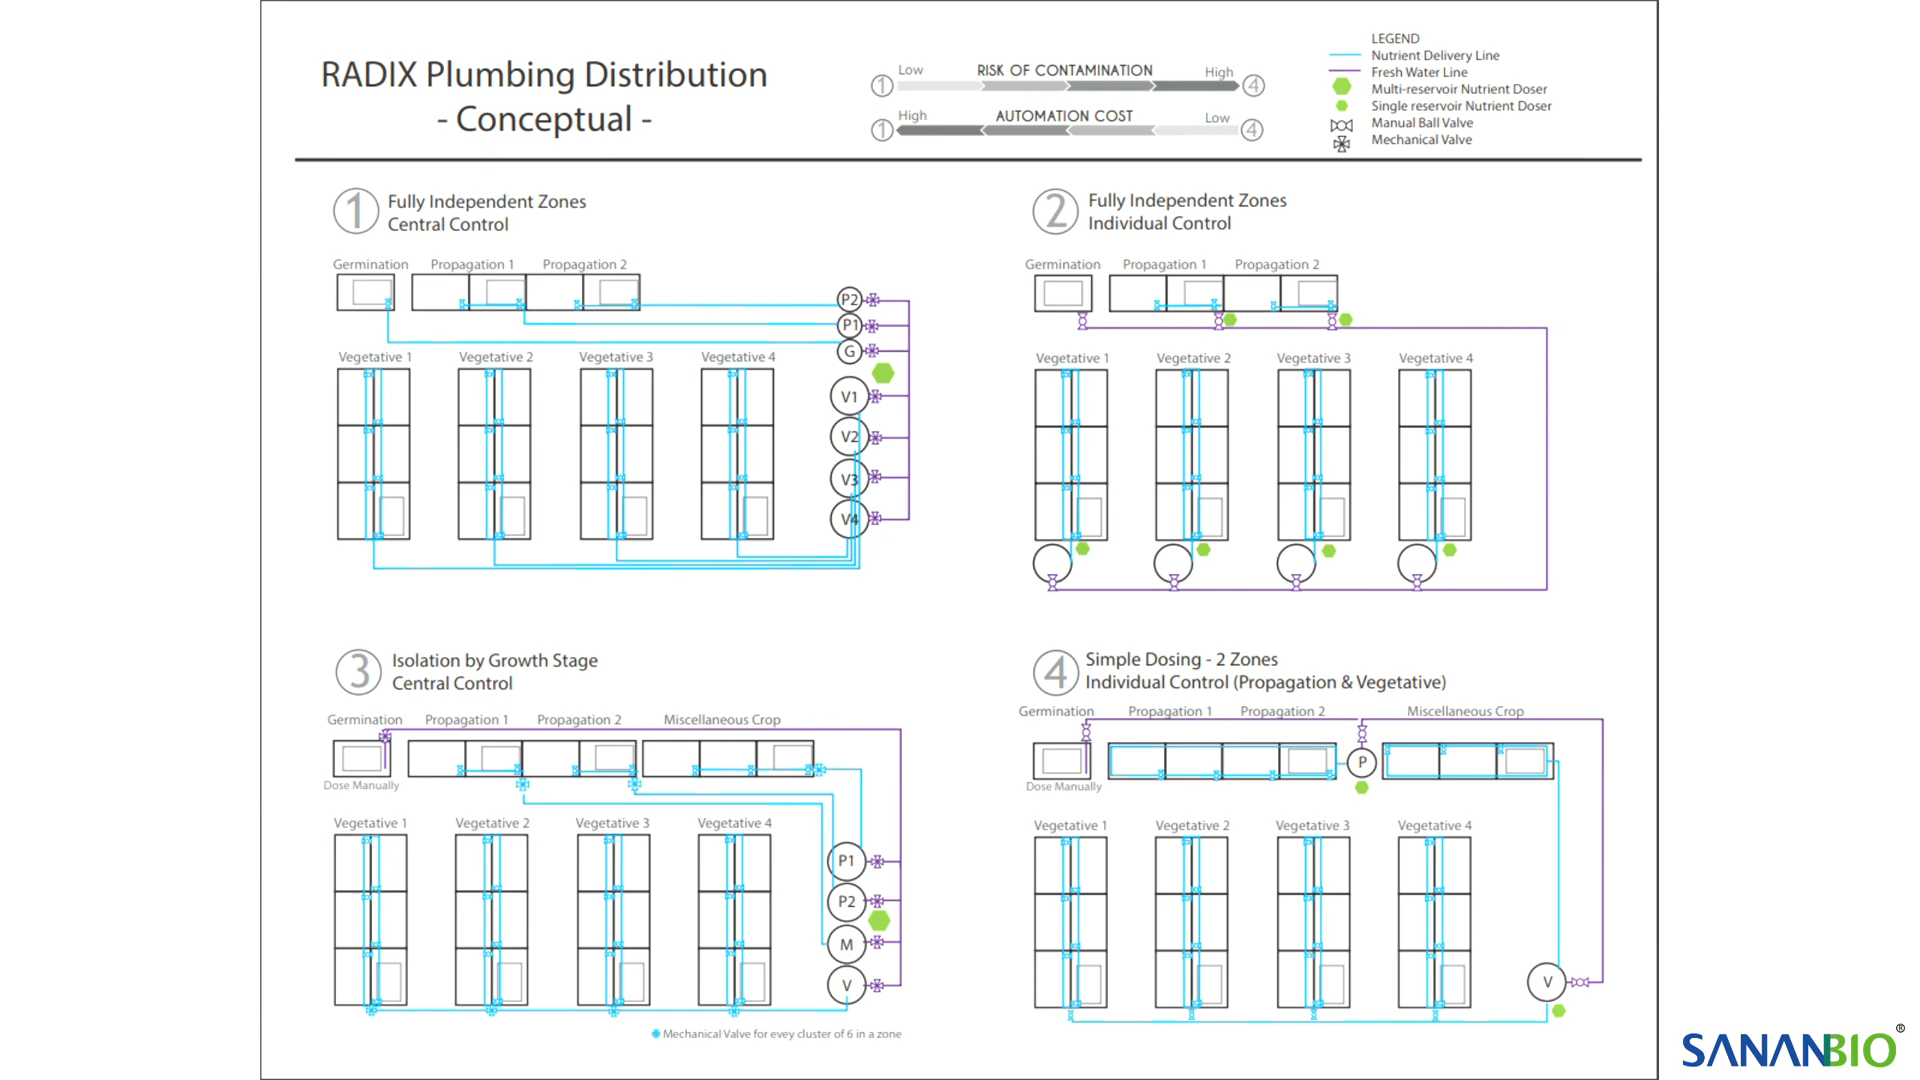 RADIX Plumbing Distribution
- Conceptual -
Low RISK OF CONTAMINATION High
1 4
High AUTOMATION COST Low
1 4
LEGEND
Nutrient Delivery Line
Fresh Water Line
Multi-reservoir Nutrient Doser
Single reservoir Nutrient Doser
Manual Ball Valve
Mechanical Valve
1 Fully Independent Zones
Central Control
Germination Propagation 1 Propagation 2
P2
P1
G
Vegetative 1 Vegetative 2 Vegetative 3 Vegetative 4
V1
V2
V3
V4
2 Fully Independent Zones
Individual Control
Germination Propagation 1 Propagation 2
Vegetative 1 Vegetative 2 Vegetative 3 Vegetative 4
3 Isolation by Growth Stage
Central Control
Germination Propagation 1 Propagation 2 Miscellaneous Crop
Dose Manually
Vegetative 1 Vegetative 2 Vegetative 3 Vegetative 4
P1
P2
M
V
Mechanical Valve for evey cluster of 6 in a zone
4 Simple Dosing - 2 Zones
Individual Control (Propagation & Vegetative)
Germination Propagation 1 Propagation 2 Miscellaneous Crop
P
Dose Manually
Vegetative 1 Vegetative 2 Vegetative 3 Vegetative 4
V
SANANBIO®